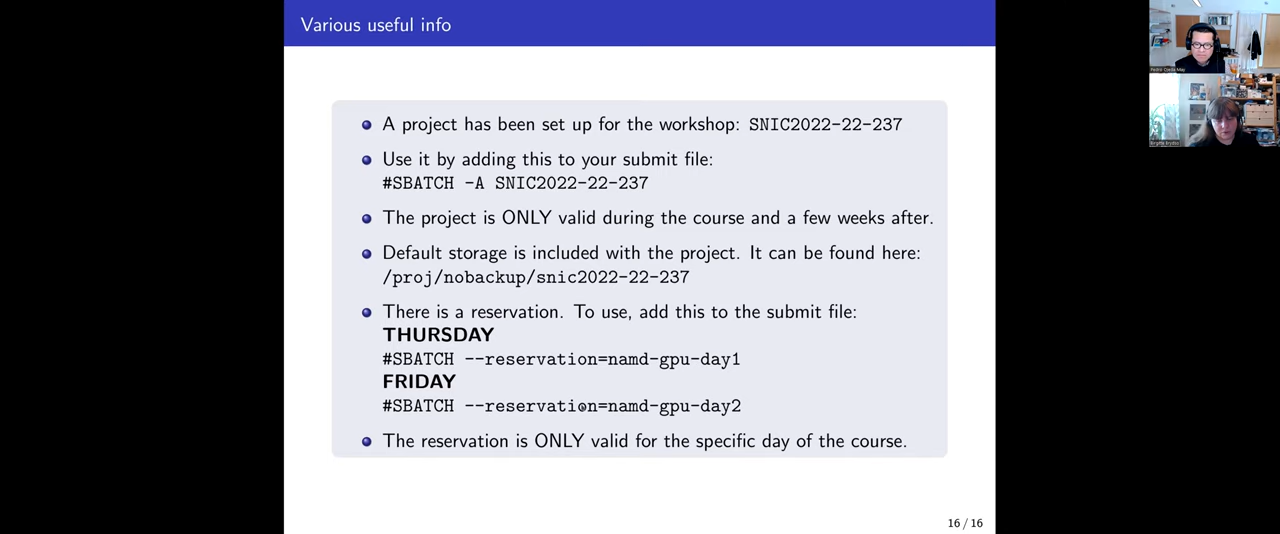 Various useful info
A project has been set up for the workshop: SNIC2022-22-237
Use it by adding this to your submit file:
#SBATCH -A SNIC2022-22-237
The project is ONLY valid during the course and a few weeks after.
Default storage is included with the project. It can be found here:
/proj/nobackup/snic2022-22-237
There is a reservation. To use, add this to the submit file:
THURSDAY
#SBATCH --reservation=namd-gpu-day1
FRIDAY
#SBATCH --reservation=namd-gpu-day2
The reservation is ONLY valid for the specific day of the course.
16 / 16